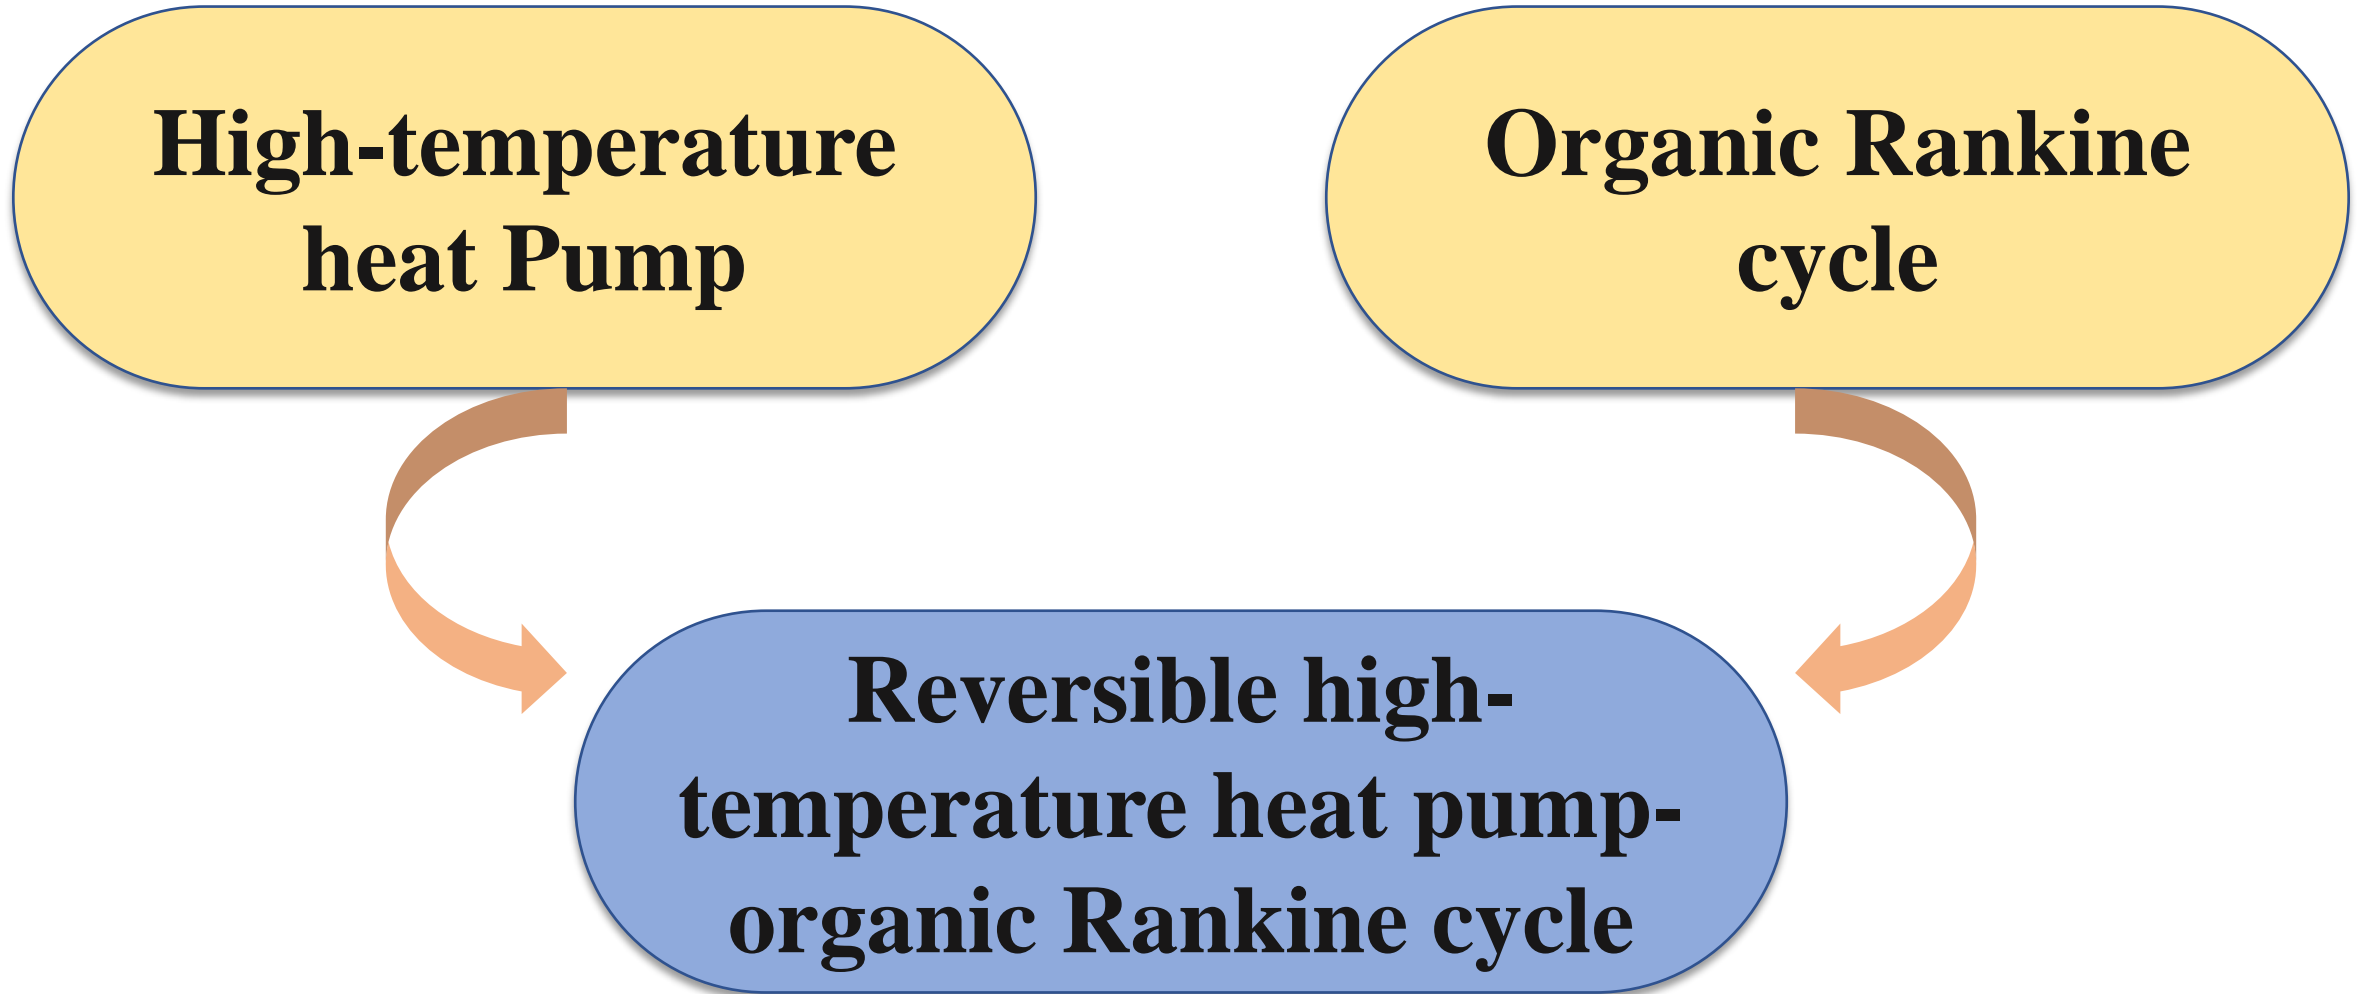 High-temperature
heat Pump
Organic Rankine
cycle
Reversible high-
temperature heat pump-
organic Rankine cycle